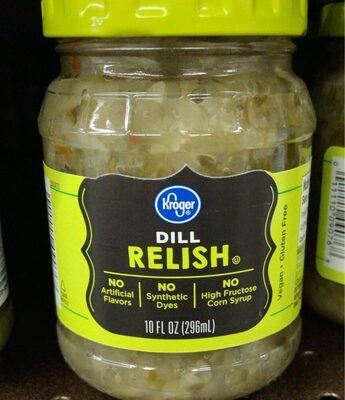 Kroger
DILL
RELISH
NO Artificial Flavors
NO Synthetic Dyes
NO High Fructose Corn Syrup
10 FL OZ (296mL)
Vegan • Gluten Free